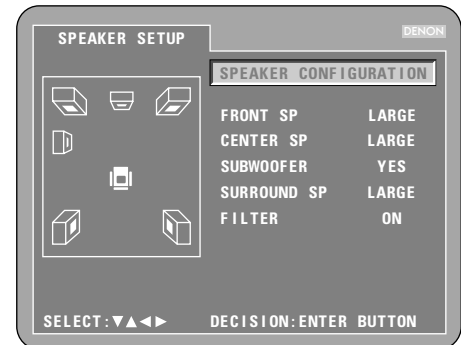 SPEAKER SETUP
DENON
SPEAKER CONFIGURATION
FRONT SP LARGE
CENTER SP LARGE
SUBWOOFER YES
SURROUND SP LARGE
FILTER ON
SELECT:▼▲◄► DECISION:ENTER BUTTON